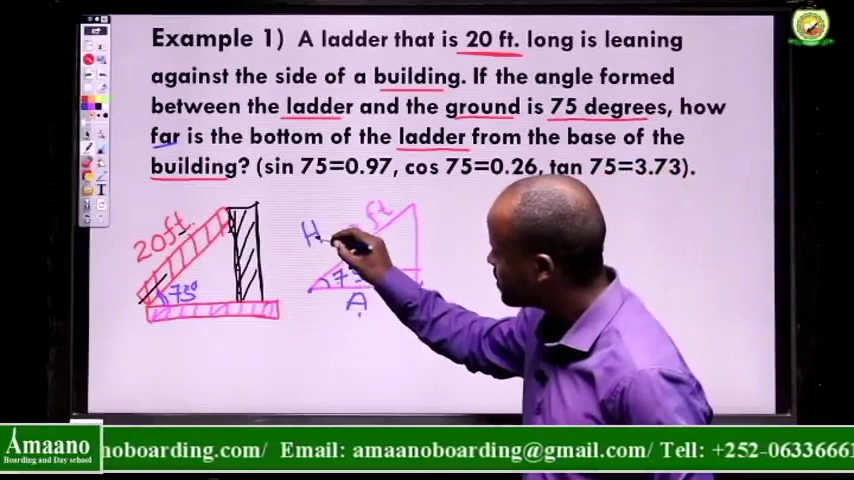 Example 1) A ladder that is 20 ft. long is leaning
against the side of a building. If the angle formed
between the ladder and the ground is 75 degrees, how
far is the bottom of the ladder from the base of the
building? (sin 75=0.97, cos 75=0.26, tan 75=3.73).
20ft.
75°
H
ft
A
Amaano
Boarding and Day school
noboarding.com/ Email: amaanoboarding@gmail.com/ Tell: +252-06336661